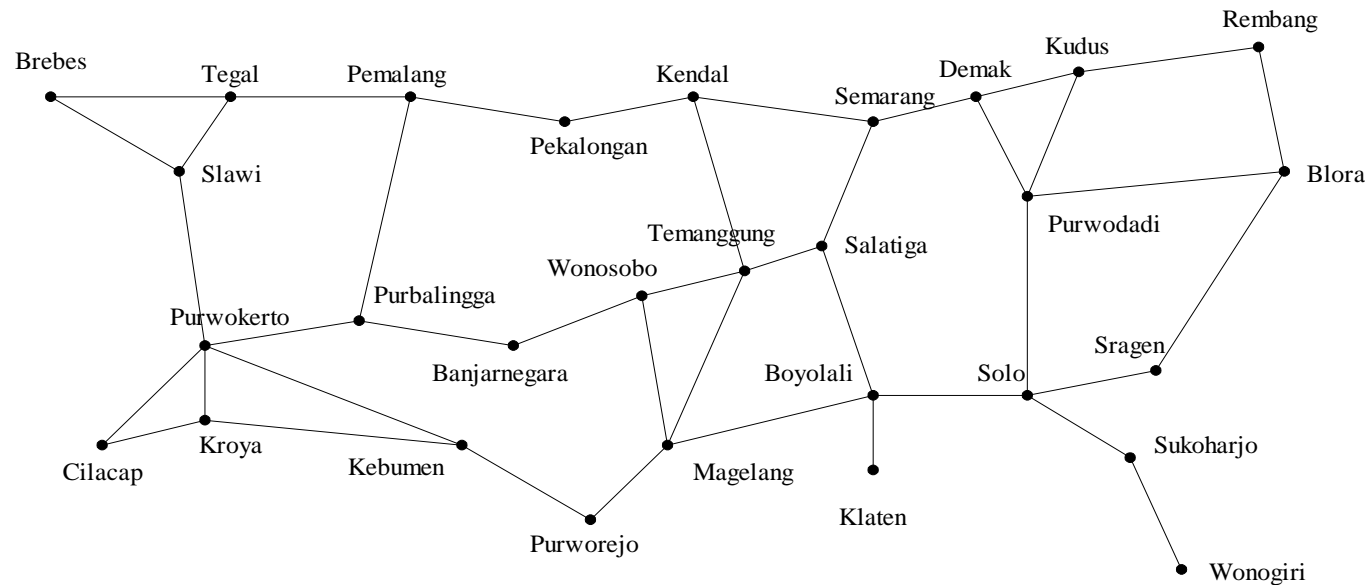 Rembang
Kudus
Brebes
Tegal
Pemalang
Kendal
Demak
Semarang
Pekalongan
Slawi
Blora
Purwodadi
Temanggung
Salatiga
Wonosobo
Purbalingga
Purwokerto
Sragen
Banjarnegara
Boyolali
Solo
Kroya
Sukoharjo
Cilacap
Kebumen
Magelang
Klaten
Purworejo
Wonogiri